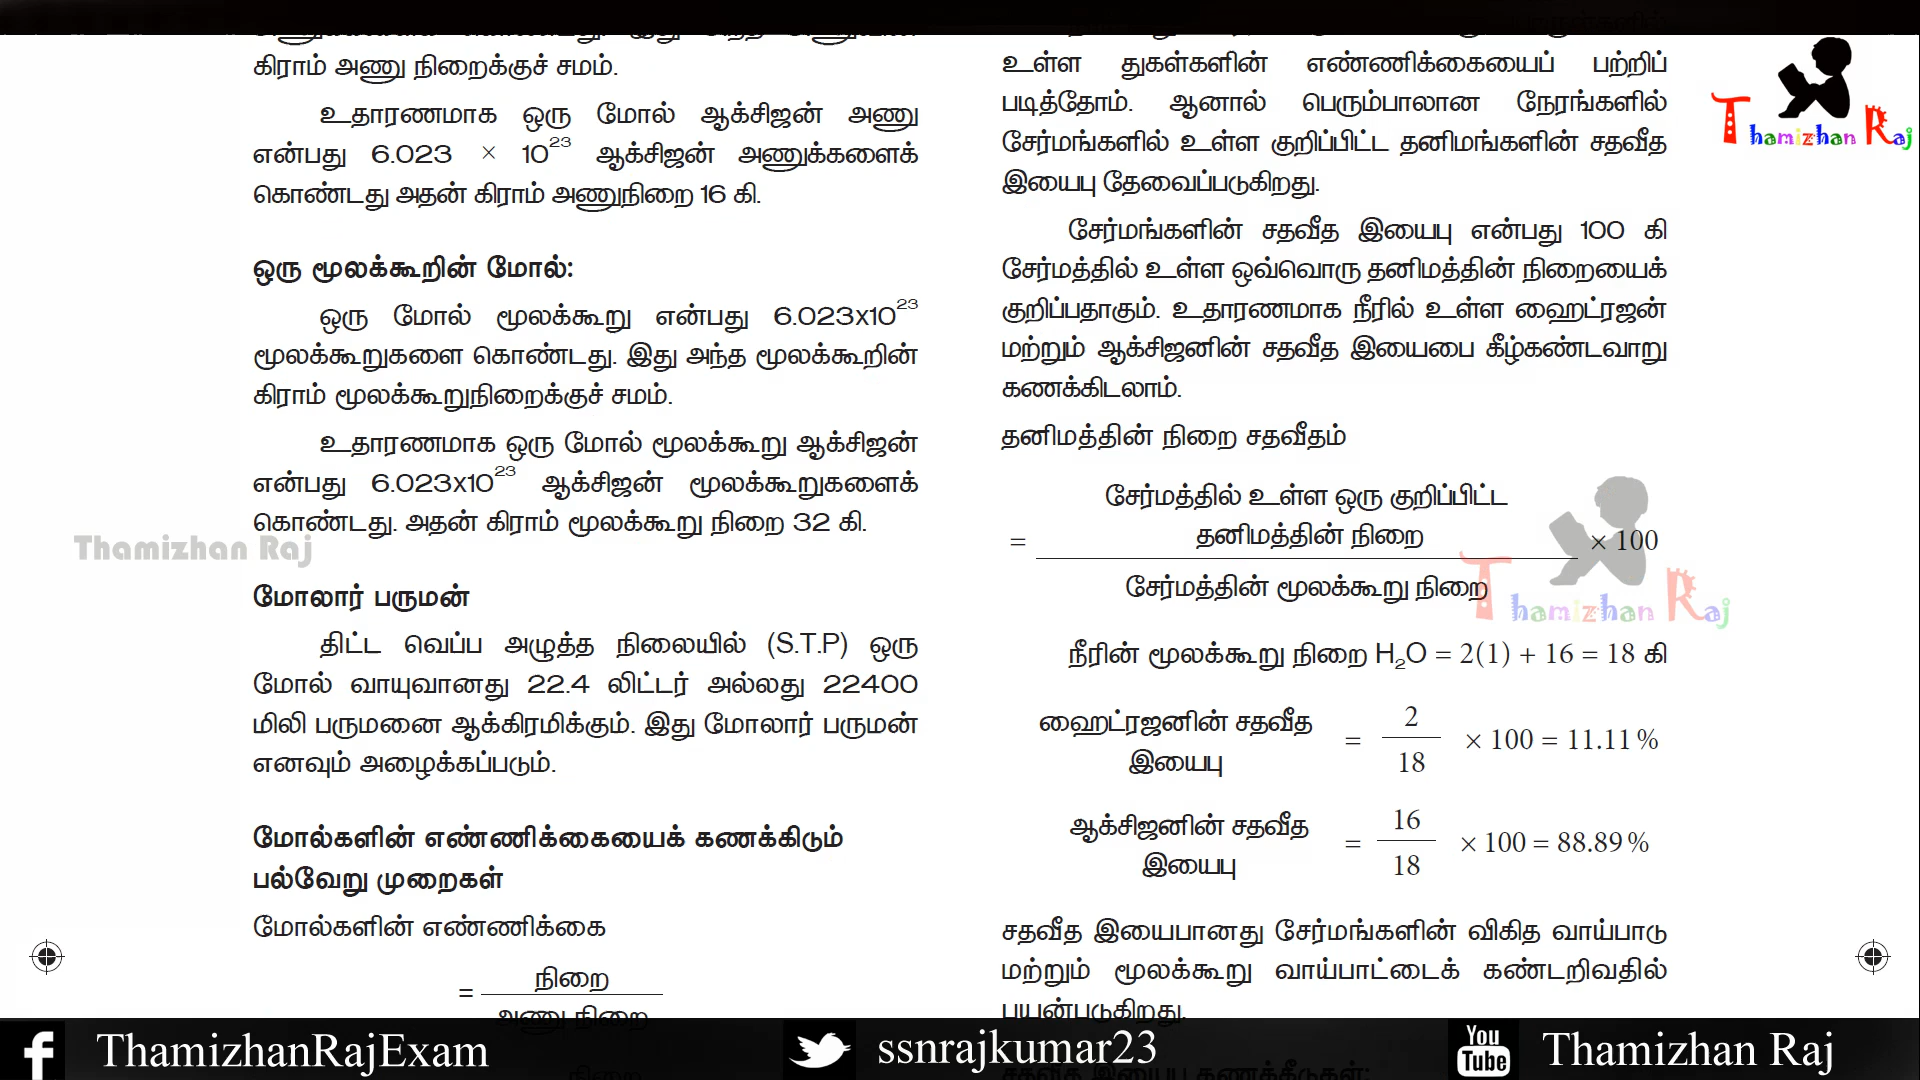 கிராம் அணு நிறைக்குச் சமம்.
உதாரணமாக ஒரு மோல் ஆக்சிஜன் அணு
என்பது 6.023 × 10²³ ஆக்சிஜன் அணுக்களைக்
கொண்டது அதன் கிராம் அணுநிறை 16 கி.
ஒரு மூலக்கூறின் மோல்:
ஒரு மோல் மூலக்கூறு என்பது 6.023x10²³
மூலக்கூறுகளை கொண்டது. இது அந்த மூலக்கூறின்
கிராம் மூலக்கூறுநிறைக்குச் சமம்.
உதாரணமாக ஒரு மோல் மூலக்கூறு ஆக்சிஜன்
என்பது 6.023x10²³ ஆக்சிஜன் மூலக்கூறுகளைக்
கொண்டது. அதன் கிராம் மூலக்கூறு நிறை 32 கி.
Thamizhan Raj
மோலார் பருமன்
திட்ட வெப்ப அழுத்த நிலையில் (S.T.P) ஒரு
மோல் வாயுவானது 22.4 லிட்டர் அல்லது 22400
மிலி பருமனை ஆக்கிரமிக்கும். இது மோலார் பருமன்
எனவும் அழைக்கப்படும்.
மோல்களின் எண்ணிக்கையைக் கணக்கிடும்
பல்வேறு முறைகள்
மோல்களின் எண்ணிக்கை
= நிறை
அணு நிறை
உள்ள துகள்களின் எண்ணிக்கையைப் பற்றிப்
படித்தோம். ஆனால் பெரும்பாலான நேரங்களில்
சேர்மங்களில் உள்ள குறிப்பிட்ட தனிமங்களின் சதவீத
இயைபு தேவைப்படுகிறது.
சேர்மங்களின் சதவீத இயைபு என்பது 100 கி
சேர்மத்தில் உள்ள ஒவ்வொரு தனிமத்தின் நிறையைக்
குறிப்பதாகும். உதாரணமாக நீரில் உள்ள ஹைட்ரஜன்
மற்றும் ஆக்சிஜனின் சதவீத இயைபை கீழ்கண்டவாறு
கணக்கிடலாம்.
தனிமத்தின் நிறை சதவீதம்
சேர்மத்தில் உள்ள ஒரு குறிப்பிட்ட
தனிமத்தின் நிறை
= × 100
சேர்மத்தின் மூலக்கூறு நிறை
Thamizhan Raj
நீரின் மூலக்கூறு நிறை H₂O = 2(1) + 16 = 18 கி
ஹைட்ரஜனின் சதவீத
இயைபு
= 2/18 × 100 = 11.11 %
ஆக்சிஜனின் சதவீத
இயைபு
= 16/18 × 100 = 88.89 %
சதவீத இயைபானது சேர்மங்களின் விகித வாய்பாடு
மற்றும் மூலக்கூறு வாய்பாட்டைக் கண்டறிவதில்
பயன்படுகிறது.
Thamizhan Raj
f ThamizhanRajExam
ssnrajkumar23
You Tube Thamizhan Raj